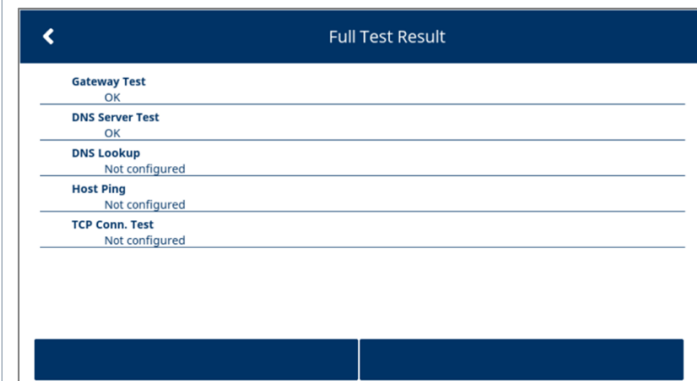 Full Test Result
Gateway Test
OK
DNS Server Test
OK
DNS Lookup
Not configured
Host Ping
Not configured
TCP Conn. Test
Not configured